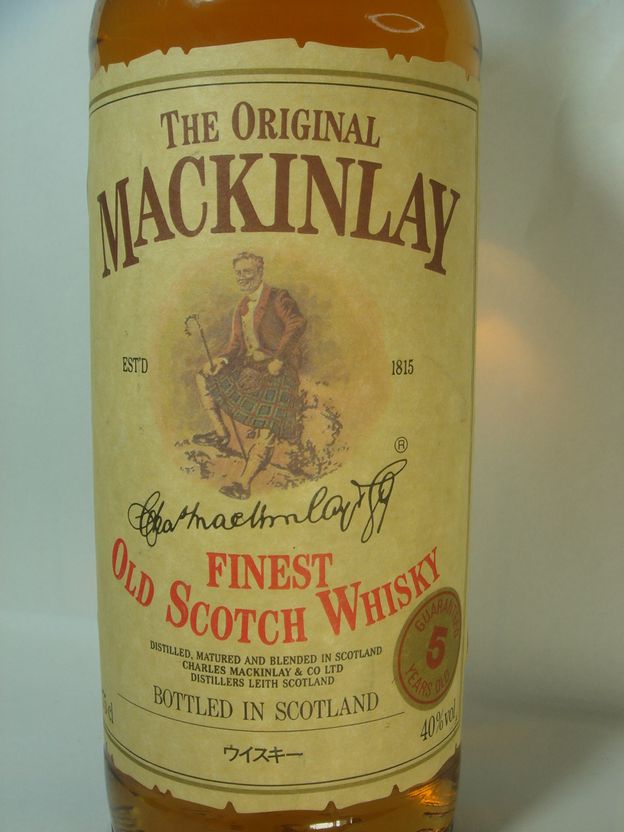 THE ORIGINAL
MACKINLAY
EST'D 1815
®
FINEST
OLD SCOTCH WHISKY
DISTILLED, MATURED AND BLENDED IN SCOTLAND
CHARLES MACKINLAY & CO LTD
DISTILLERS LEITH SCOTLAND
BOTTLED IN SCOTLAND
GUARANTEED
5
YEARS OLD
cl
40% vol
ウイスキー